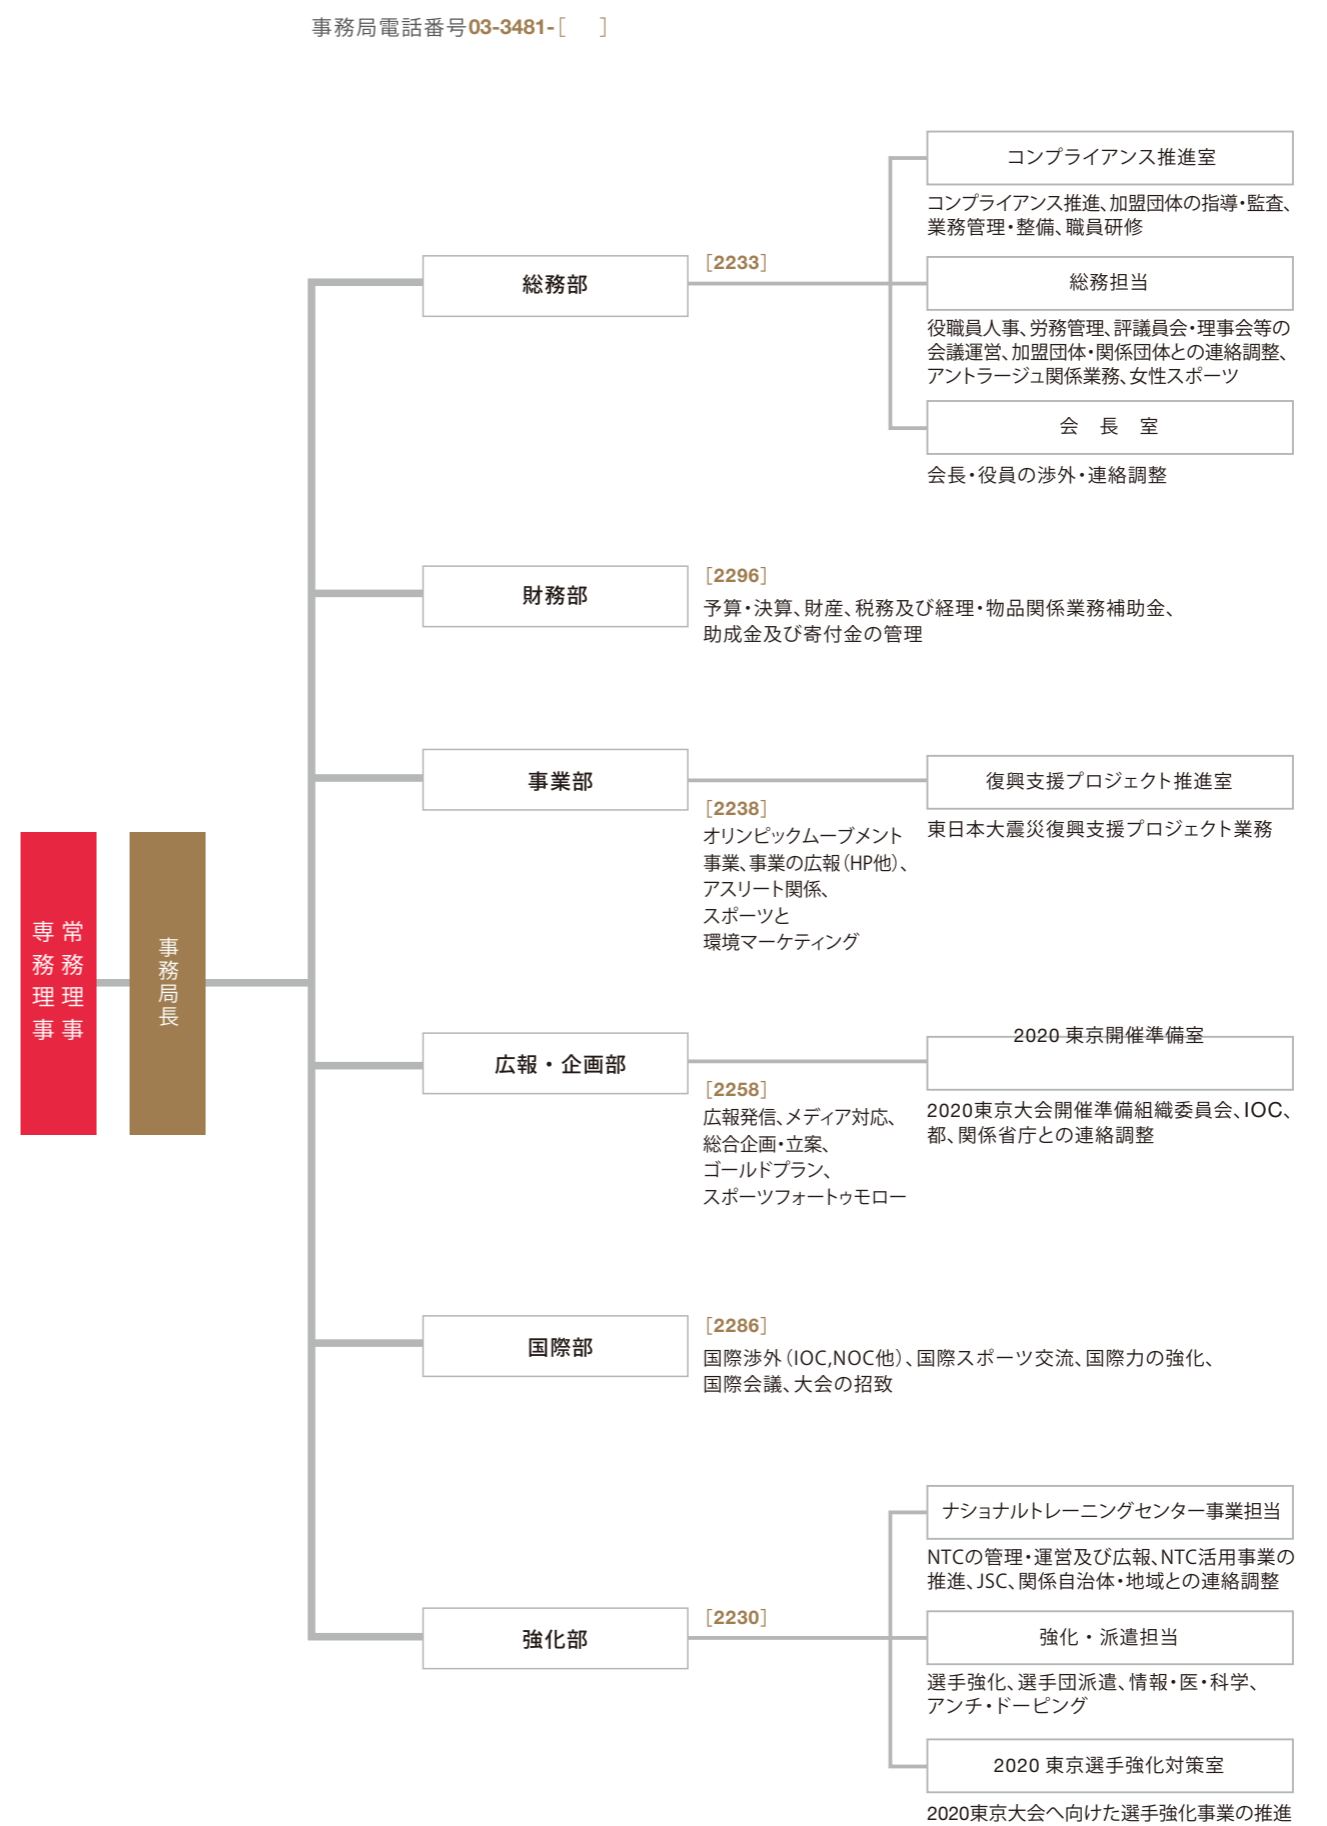 事務局電話番号03-3481-[　]
専務理事
常務理事
事務局長
総務部
[2233]
コンプライアンス推進室
コンプライアンス推進、加盟団体の指導・監査、
業務管理・整備、職員研修
総務担当
役職員人事、労務管理、評議員会・理事会等の
会議運営、加盟団体・関係団体との連絡調整、
アントラージュ関係業務、女性スポーツ
会　長　室
会長・役員の渉外・連絡調整
財務部
[2296]
予算・決算、財産、税務及び経理・物品関係業務補助金、
助成金及び寄付金の管理
事業部
[2238]
オリンピックムーブメント
事業、事業の広報（HP他）、
アスリート関係、
スポーツと
環境マーケティング
復興支援プロジェクト推進室
東日本大震災復興支援プロジェクト業務
広報・企画部
[2258]
広報発信、メディア対応、
総合企画・立案、
ゴールドプラン、
スポーツフォートゥモロー
2020 東京開催準備室
2020東京大会開催準備組織委員会、IOC、
都、関係省庁との連絡調整
国際部
[2286]
国際渉外（IOC,NOC他）、国際スポーツ交流、国際力の強化、
国際会議、大会の招致
強化部
[2230]
ナショナルトレーニングセンター事業担当
NTCの管理・運営及び広報、NTC活用事業の
推進、JSC、関係自治体・地域との連絡調整
強化・派遣担当
選手強化、選手団派遣、情報・医・科学、
アンチ・ドーピング
2020 東京選手強化対策室
2020東京大会へ向けた選手強化事業の推進